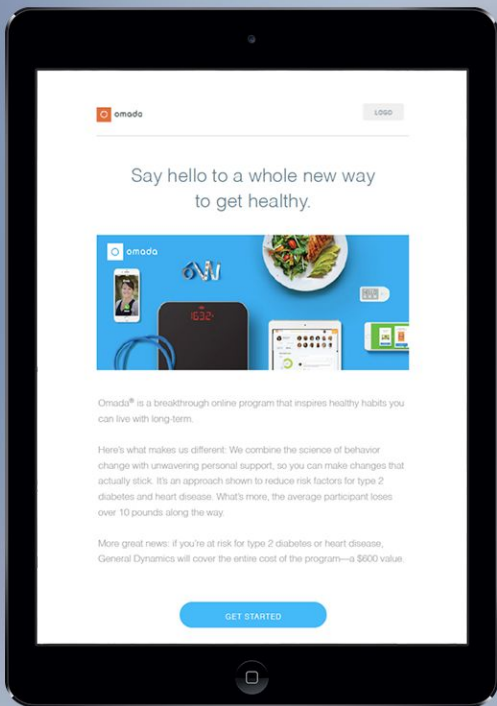 omada
LOGO
Say hello to a whole new way
to get healthy.
omada
163.2
Omada® is a breakthrough online program that inspires healthy habits you
can live with long-term.
Here's what makes us different: We combine the science of behavior
change with unwavering personal support, so you can make changes that
actually stick. It's an approach shown to reduce risk factors for type 2
diabetes and heart disease. What's more, the average participant loses
over 10 pounds along the way.
More great news: if you're at risk for type 2 diabetes or heart disease,
General Dynamics will cover the entire cost of the program—a $600 value.
GET STARTED